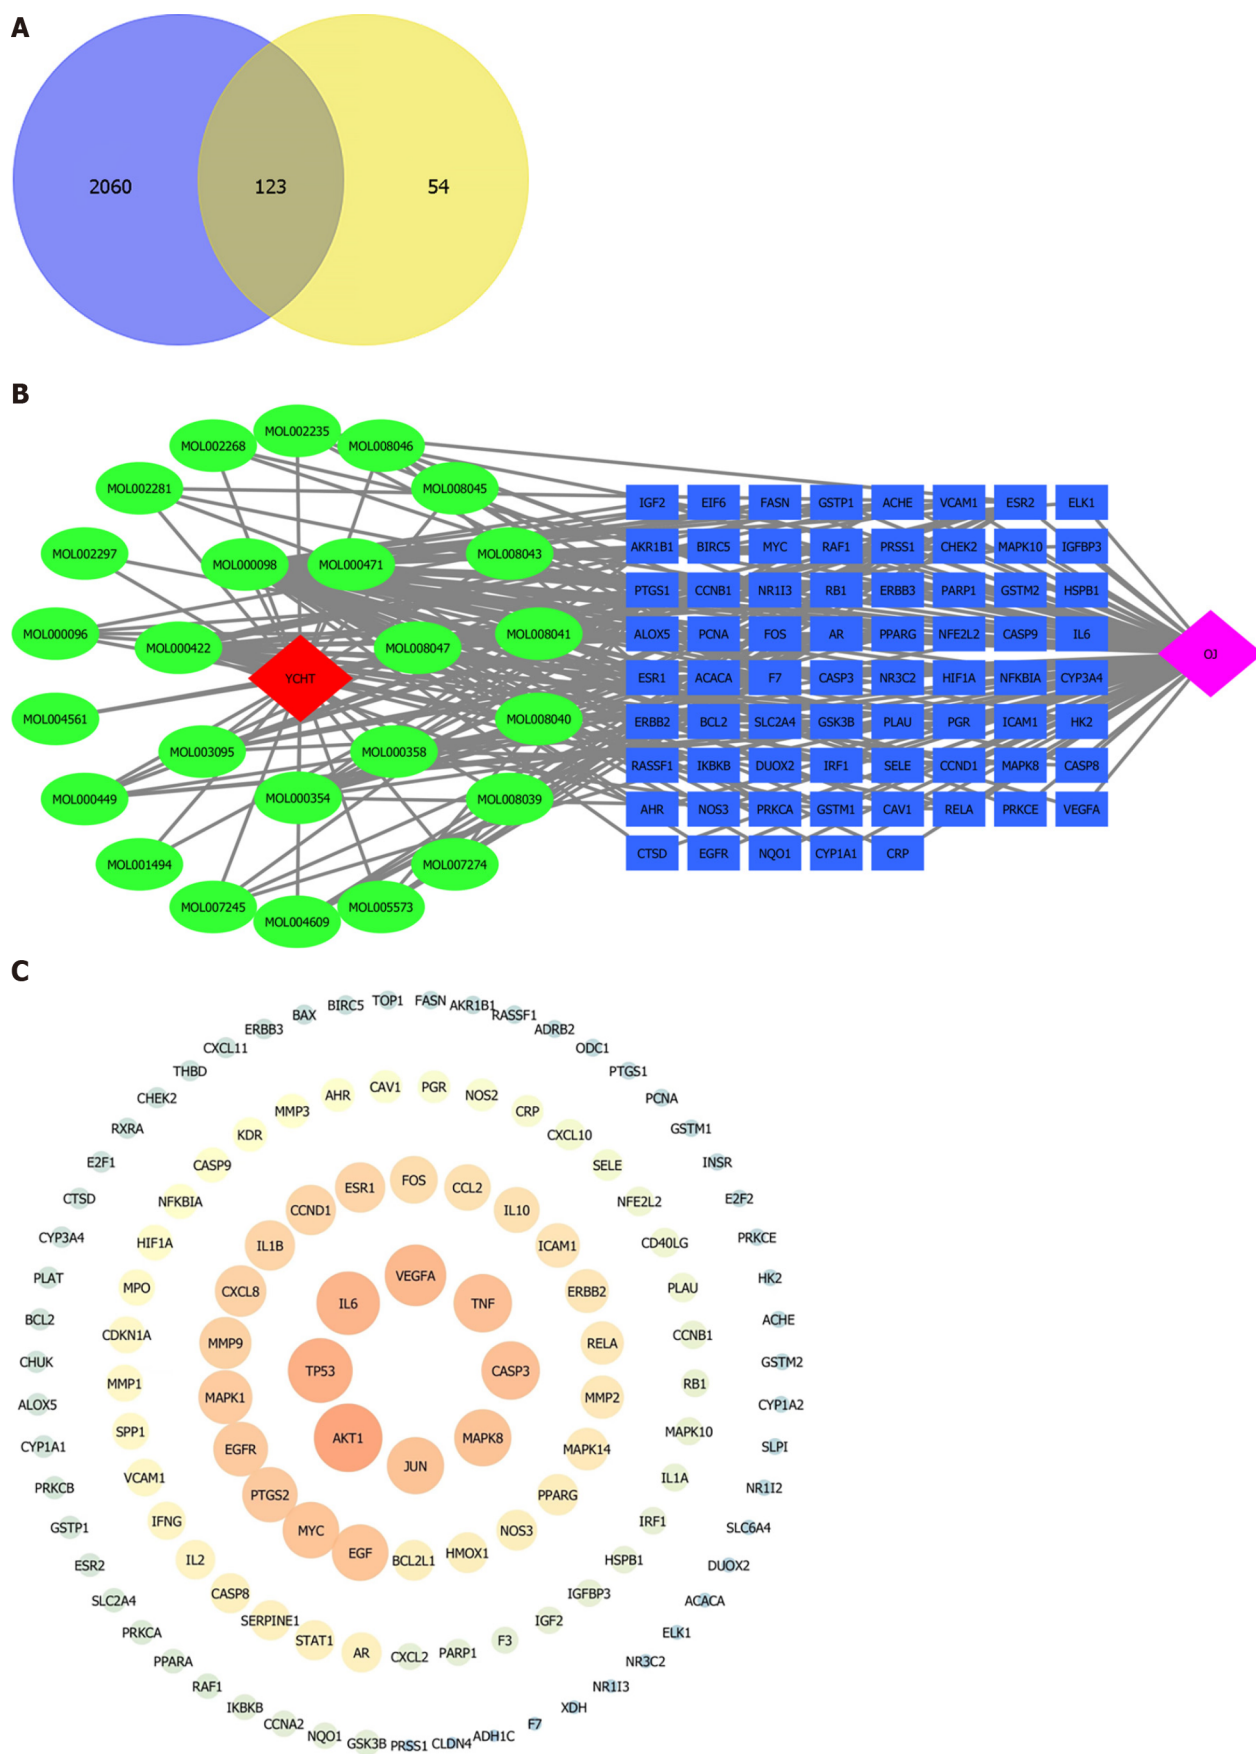 A
2060 123 54
B
MOL002235
MOL002268 MOL008046
MOL002281 MOL008045
MOL002297 MOL000098 MOL000471 MOL008043
MOL000096 MOL000422 MOL008047 MOL008041
YCHT
MOL004561 MOL008040
MOL003095 MOL000358
MOL000449 MOL000354 MOL008039
MOL001494 MOL007274
MOL007245 MOL004609 MOL005573
IGF2 EIF6 FASN GSTP1 ACHE VCAM1 ESR2 ELK1
AKR1B1 BIRC5 MYC RAF1 PRSS1 CHEK2 MAPK10 IGFBP3
PTGS1 CCNB1 NR1I3 RB1 ERBB3 PARP1 GSTM2 HSPB1
ALOX5 PCNA FOS AR PPARG NFE2L2 CASP9 IL6
ESR1 ACACA F7 CASP3 NR3C2 HIF1A NFKBIA CYP3A4
ERBB2 BCL2 SLC2A4 GSK3B PLAU PGR ICAM1 HK2
RASSF1 IKBKB DUOX2 IRF1 SELE CCND1 MAPK8 CASP8
AHR NOS3 PRKCA GSTM1 CAV1 RELA PRKCE VEGFA
CTSD EGFR NQO1 CYP1A1 CRP
OJ
C
TOP1
FASN
AKR1B1
RASSF1
ADRB2
ODC1
PTGS1
PCNA
GSTM1
INSR
E2F2
PRKCE
HK2
ACHE
GSTM2
CYP1A2
SLPI
NR1I2
SLC6A4
DUOX2
ACACA
ELK1
NR3C2
NR1I3
XDH
F7
ADH1C
CLDN4
PRSS1
GSK3B
NQO1
CCNA2
IKBKB
RAF1
PPARA
PRKCA
SLC2A4
ESR2
GSTP1
PRKCB
CYP1A1
ALOX5
CHUK
BCL2
PLAT
CYP3A4
CTSD
E2F1
RXRA
CHEK2
THBD
CXCL11
ERBB3
BAX
BIRC5
CAV1
PGR
NOS2
CRP
CXCL10
SELE
NFE2L2
CD40LG
PLAU
CCNB1
RB1
MAPK10
IL1A
IRF1
HSPB1
IGFBP3
IGF2
F3
PARP1
CXCL2
AR
STAT1
SERPINE1
CASP8
IL2
IFNG
VCAM1
SPP1
MMP1
CDKN1A
MPO
HIF1A
NFKBIA
CASP9
KDR
MMP3
AHR
FOS
CCL2
IL10
ICAM1
ERBB2
RELA
MMP2
MAPK14
PPARG
NOS3
HMOX1
BCL2L1
EGF
MYC
PTGS2
EGFR
MAPK1
MMP9
CXCL8
IL1B
CCND1
ESR1
VEGFA
TNF
CASP3
MAPK8
JUN
AKT1
TP53
IL6